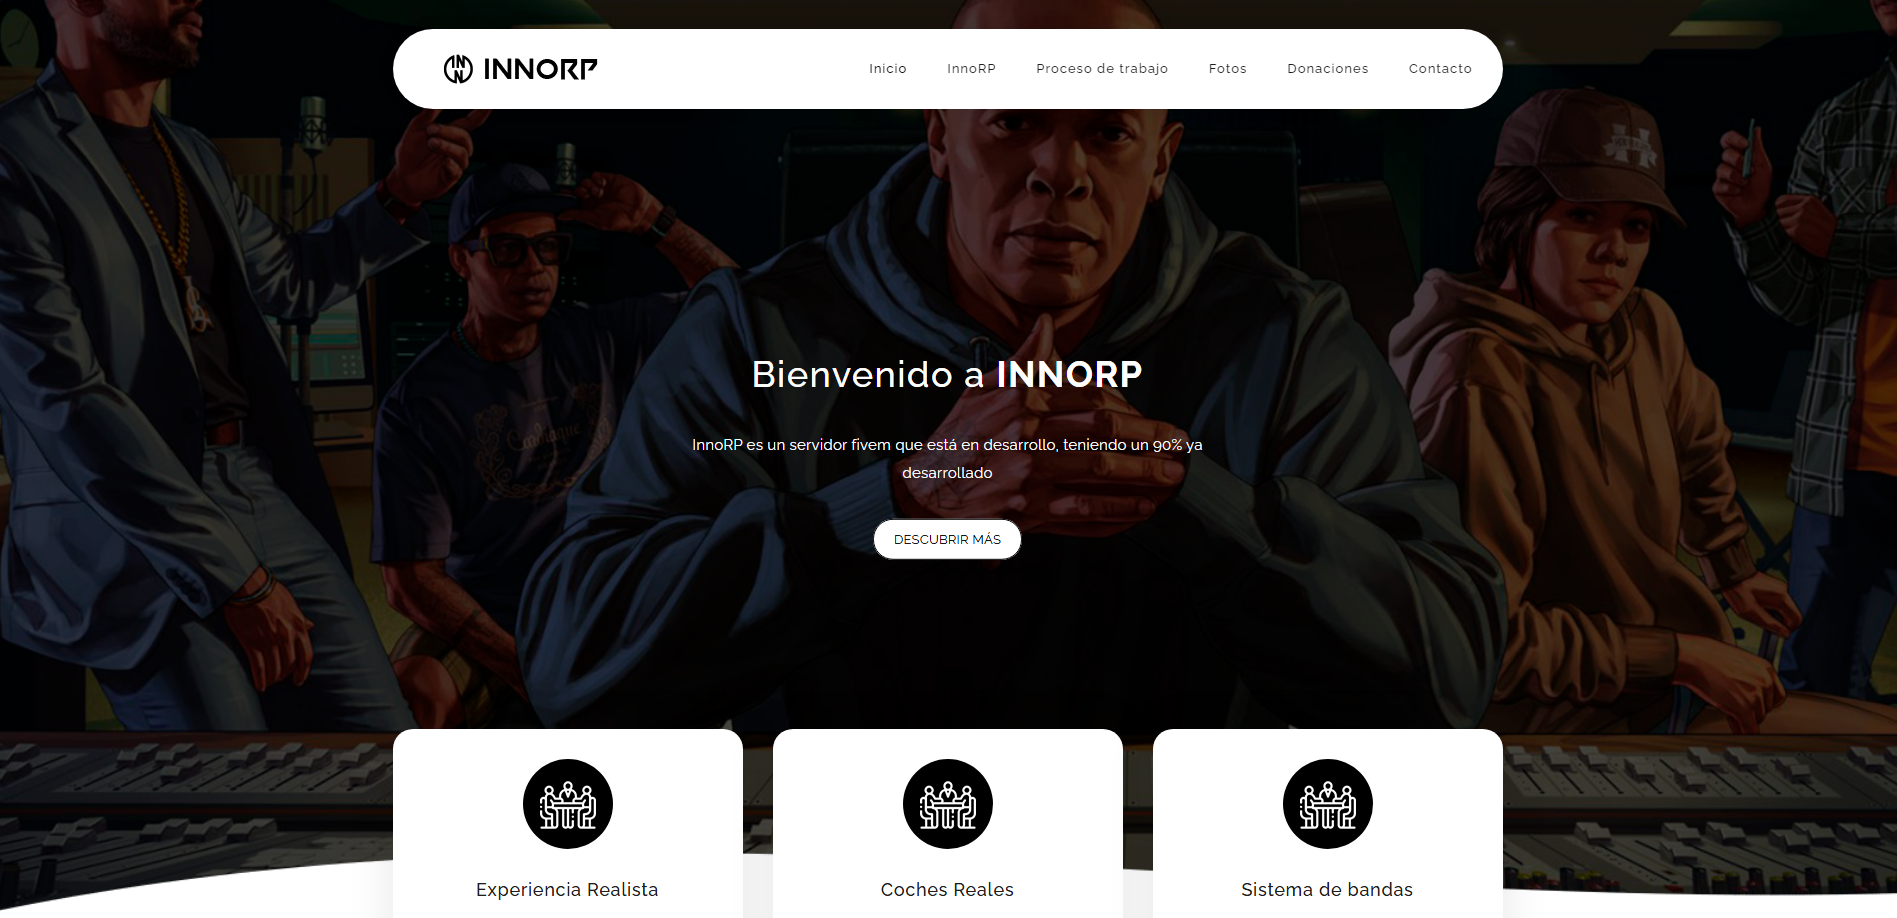 INNORP
Inicio
InnoRP
Proceso de trabajo
Fotos
Donaciones
Contacto
Bienvenido a INNORP
InnoRP es un servidor fivem que está en desarrollo, teniendo un 90% ya
desarrollado
DESCUBRIR MÁS
Experiencia Realista
Coches Reales
Sistema de bandas